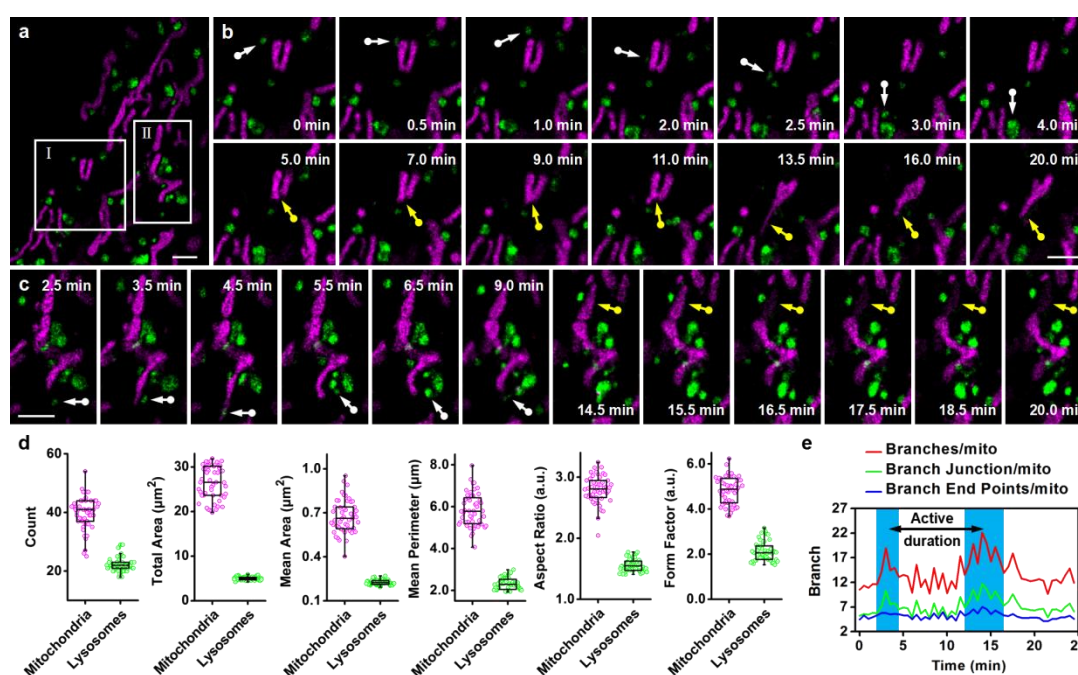 a
I
II
b
0 min
0.5 min
1.0 min
2.0 min
2.5 min
3.0 min
4.0 min
5.0 min
7.0 min
9.0 min
11.0 min
13.5 min
16.0 min
20.0 min
c
2.5 min
3.5 min
4.5 min
5.5 min
6.5 min
9.0 min
14.5 min
15.5 min
16.5 min
17.5 min
18.5 min
20.0 min
d
Count
60
40
20
Mitochondria
Lysosomes
Total Area (μm²)
30
20
10
0
Mitochondria
Lysosomes
Mean Area (μm²)
1.1
0.9
0.7
0.5
0.3
0.1
Mitochondria
Lysosomes
Mean Perimeter (μm)
8.0
6.0
4.0
2.0
Mitochondria
Lysosomes
Aspect Ratio (a.u.)
3.0
2.0
1.0
Mitochondria
Lysosomes
Form Factor (a.u.)
6.0
4.0
2.0
0.0
Mitochondria
Lysosomes
e
Branches/mito
Branch Junction/mito
Branch End Points/mito
Active
duration
Branch
27
22
17
12
7
2
0
5
10
15
20
2
Time (min)